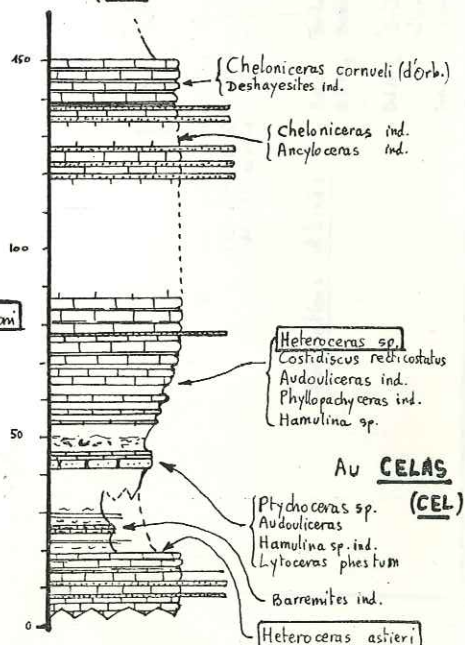 150
Cheloniceras cornueli (d'Orb.)
Deshayesites ind.
Cheloniceras ind.
Ancyloceras ind.
100
Heteroceras sp.
Costidiscus recticostatus
Audouliceras ind.
Phyllopachyceras ind.
Hamulina sp.
50
Au CELAS
(CEL)
Ptychoceras sp.
Audouliceras
Hamulina sp. ind.
Lytoceras phestum
Barremites ind.
0
Heteroceras astieri